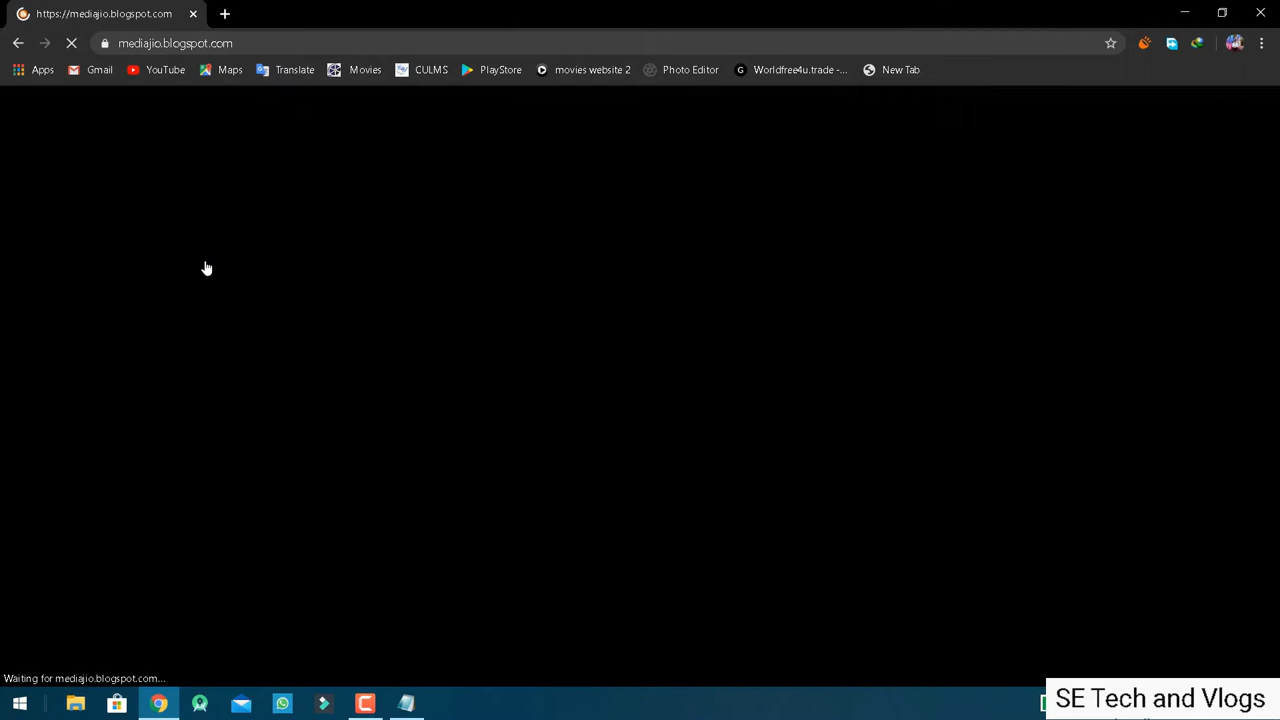 https://mediajio.blogspot.com
mediajio.blogspot.com
Apps Gmail YouTube Maps Translate Movies CULMS PlayStore movies website 2 Photo Editor Worldfree4u.trade -... New Tab
Waiting for mediajio.blogspot.com...
SE Tech and Vlogs